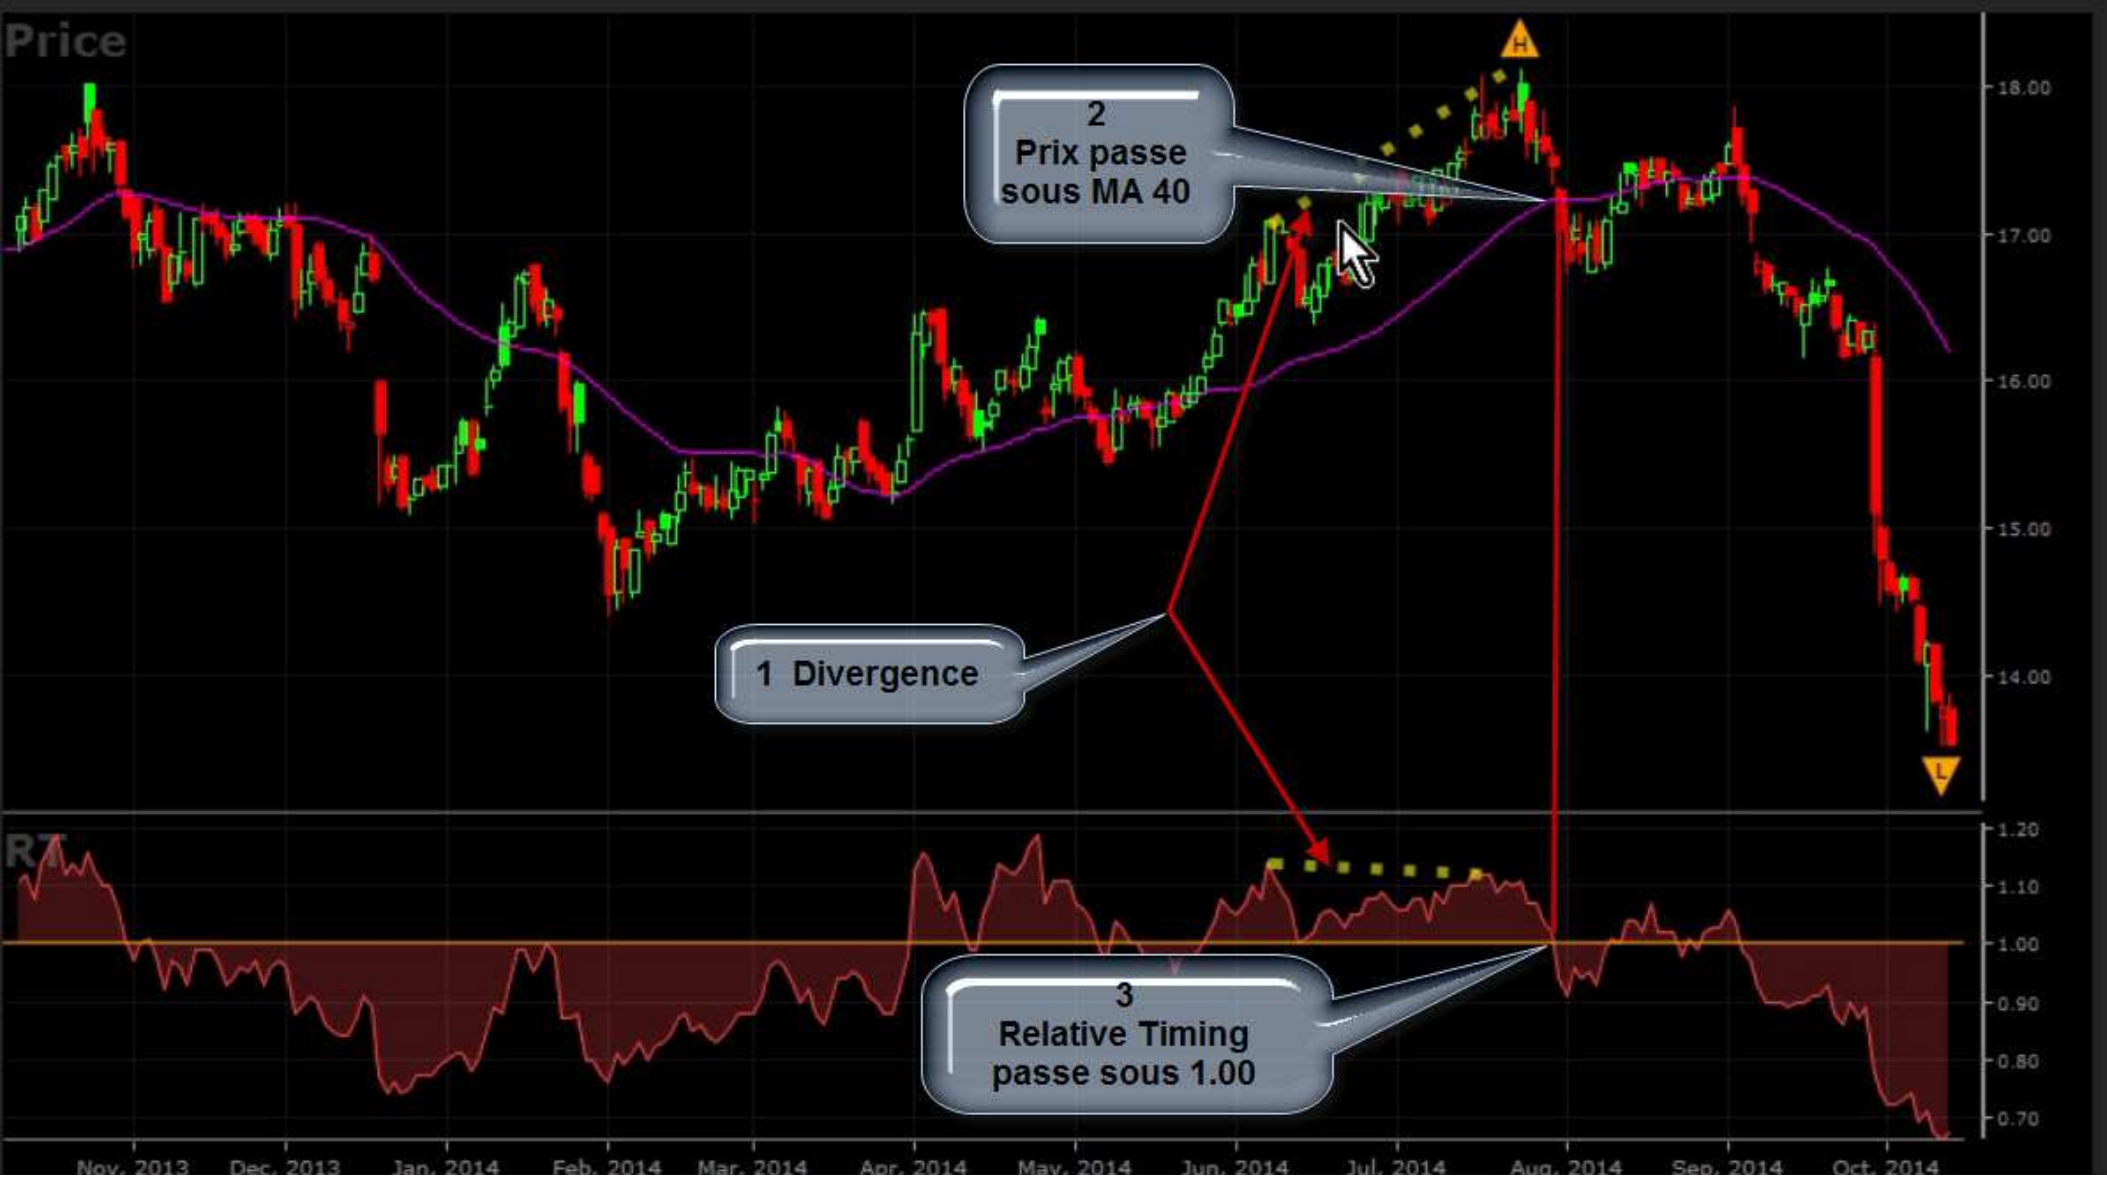 Price
H
18.00
2
Prix passe
sous MA 40
17.00
16.00
15.00
1 Divergence
14.00
L
RT
1.20
1.10
1.00
3
Relative Timing
passe sous 1.00
0.90
0.80
0.70
Nov, 2013 Dec, 2013 Jan, 2014 Feb, 2014 Mar, 2014 Apr, 2014 May, 2014 Jun, 2014 Jul, 2014 Aug, 2014 Sep, 2014 Oct, 2014